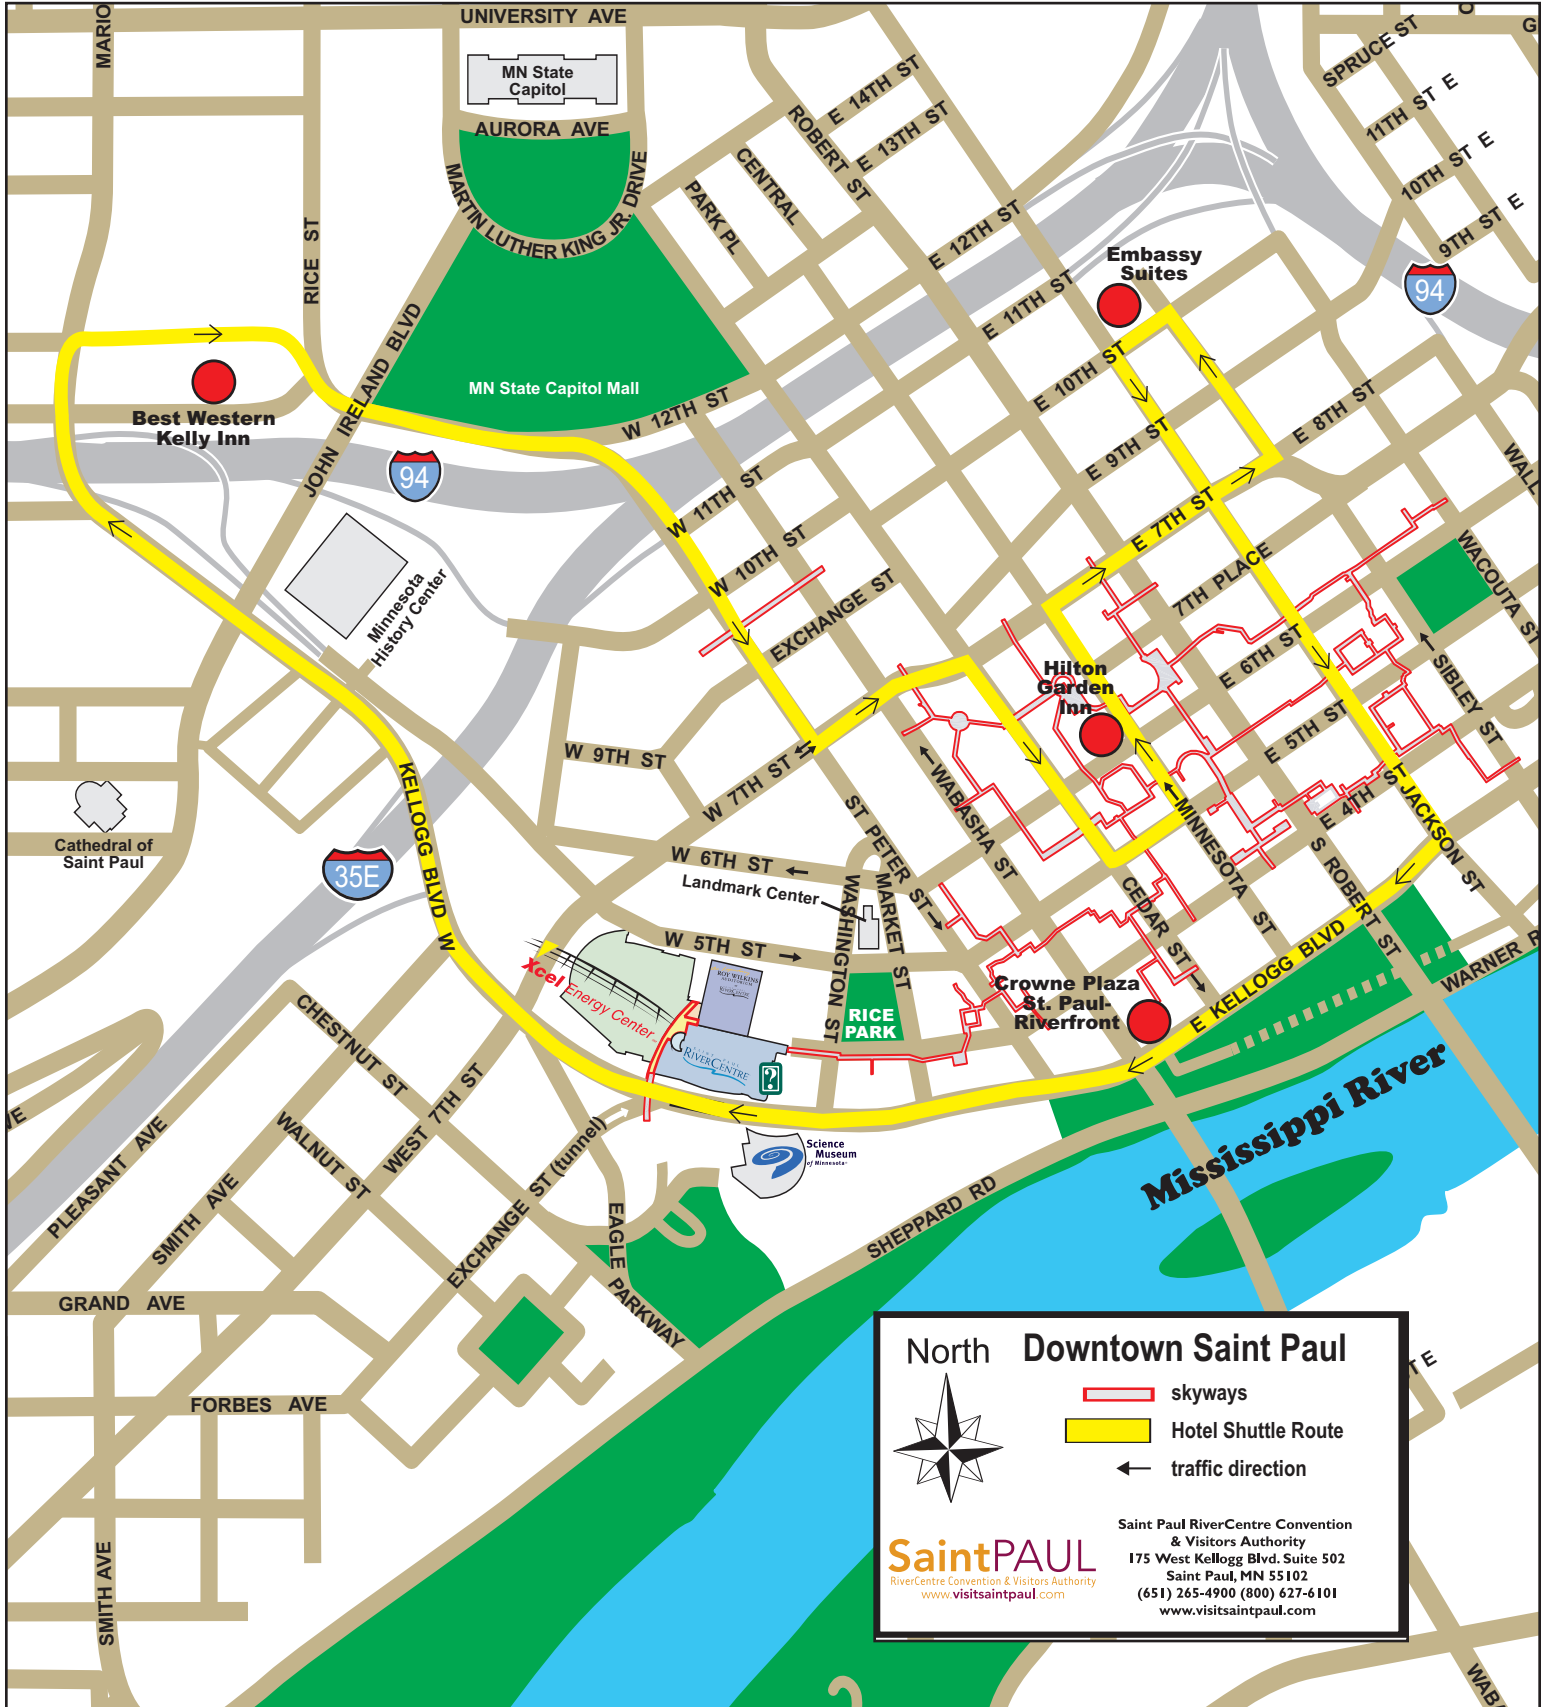 UNIVERSITY AVE
MARIO
MN State
Capitol
AURORA AVE
MARTIN LUTHER KING JR. DRIVE
RICE ST
JOHN IRELAND BLVD
MN State Capitol Mall
PARK PL
CENTRAL
ROBERT ST
E 14TH ST
E 13TH ST
E 12TH ST
E 11TH ST
E 10TH ST
E 9TH ST
E 8TH ST
E 7TH ST
7TH PLACE
E 6TH ST
E 5TH ST
E 4TH ST
SPRUCE ST
11TH ST E
10TH ST E
9TH ST E
G
94
Embassy
Suites
Best Western
Kelly Inn
94
W 12TH ST
W 11TH ST
W 10TH ST
EXCHANGE ST
W 9TH ST
W 7TH ST
W 6TH ST
W 5TH ST
Minnesota
History Center
Hilton
Garden
Inn
WALL
WACOUTA ST
SIBLEY ST
JACKSON ST
S ROBERT ST
MINNESOTA ST
CEDAR ST
WABASHA ST
ST PETER ST
MARKET ST
WASHINGTON ST
Landmark Center
RICE
PARK
Cathedral of
Saint Paul
35E
KELLOGG BLVD W
E KELLOGG BLVD
WARNER R
Crowne Plaza
St. Paul-
Riverfront
Xcel Energy Center
ROY WILKINS
AUDITORIUM
RIVERCENTRE
SAINT PAUL
RIVERCENTRE
?
Science
Museum
of Minnesota
Mississippi River
SHEPPARD RD
CHESTNUT ST
WALNUT ST
WEST 7TH ST
PLEASANT AVE
VE
SMITH AVE
EXCHANGE ST (tunnel)
EAGLE PARKWAY
GRAND AVE
FORBES AVE
SMITH AVE
T E
WABA
North
Downtown Saint Paul
skyways
Hotel Shuttle Route
traffic direction
SaintPAUL
RiverCentre Convention & Visitors Authority
www.visitsaintpaul.com
Saint Paul RiverCentre Convention
& Visitors Authority
175 West Kellogg Blvd. Suite 502
Saint Paul, MN 55102
(651) 265-4900 (800) 627-6101
www.visitsaintpaul.com